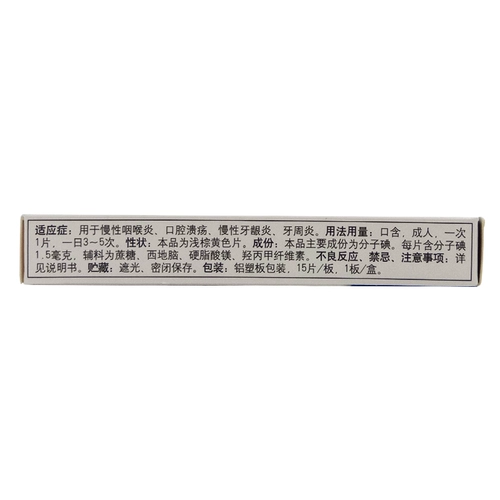 适应症：用于慢性咽喉炎、口腔溃疡、慢性牙龈炎、牙周炎。用法用量：口含，成人，一次
1片，一日3～5次。性状：本品为浅棕黄色片。成份：本品主要成份为分子碘。每片含分子碘
1.5毫克，辅料为蔗糖、西地脑、硬脂酸镁、羟丙甲纤维素。不良反应、禁忌、注意事项：详
见说明书。贮藏：遮光、密闭保存。包装：铝塑板包装，15片/板，1板/盒。